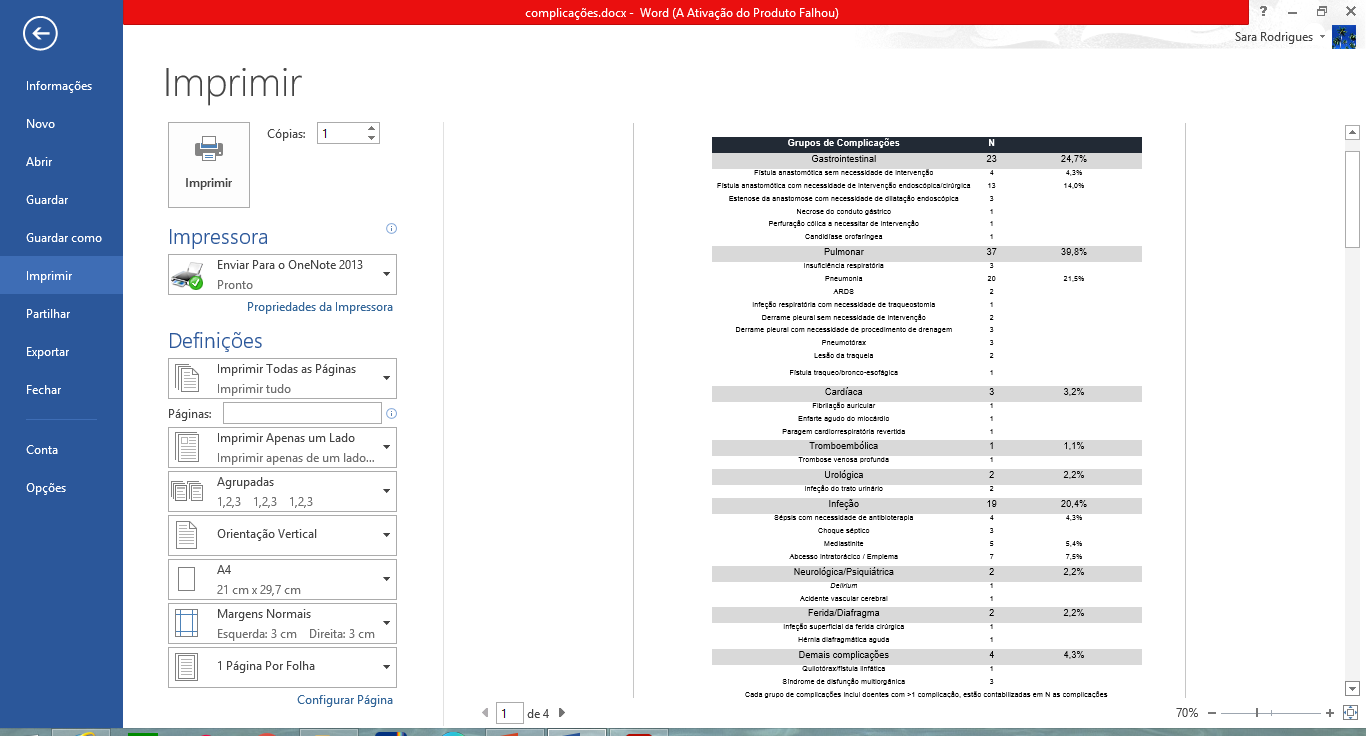 complicações.docx - Word (A Ativação do Produto Falhou)
?
Sara Rodrigues
Informações
Novo
Abrir
Guardar
Guardar como
Imprimir
Partilhar
Exportar
Fechar
Conta
Opções
Imprimir
Imprimir
Cópias: 1
Impressora
Enviar Para o OneNote 2013
Pronto
Propriedades da Impressora
Definições
Imprimir Todas as Páginas
Imprimir tudo
Páginas:
Imprimir Apenas um Lado
Imprimir apenas de um lado...
Agrupadas
1,2,3 1,2,3 1,2,3
Orientação Vertical
A4
21 cm x 29,7 cm
Margens Normais
Esquerda: 3 cm Direita: 3 cm
1 Página Por Folha
Configurar Página
Grupos de Complicações N
Gastrointestinal 23 24,7%
Fístula anastomótica sem necessidade de intervenção 4 4,3%
Fístula anastomótica com necessidade de intervenção endoscópica/cirúrgica 13 14,0%
Estenose da anastomose com necessidade de dilatação endoscópica 3
Necrose do conduto gástrico 1
Perfuração cólica a necessitar de intervenção 1
Candidíase orofaríngea 1
Pulmonar 37 39,8%
Insuficiência respiratória 3
Pneumonia 20 21,5%
ARDS 2
Infeção respiratória com necessidade de traqueostomia 1
Derrame pleural sem necessidade de intervenção 2
Derrame pleural com necessidade de procedimento de drenagem 3
Pneumotórax 3
Lesão da traqueia 2
Fístula traqueo/bronco-esofágica 1
Cardíaca 3 3,2%
Fibrilação auricular 1
Enfarte agudo do miocárdio 1
Paragem cardiorrespiratória revertida 1
Tromboembólica 1 1,1%
Trombose venosa profunda 1
Urológica 2 2,2%
Infeção do trato urinário 2
Infeção 19 20,4%
Sépsis com necessidade de antibioterapia 4 4,3%
Choque séptico 3
Mediastinite 5 5,4%
Abcesso intratorácico / Empiema 7 7,5%
Neurológica/Psiquiátrica 2 2,2%
Delirium 1
Acidente vascular cerebral 1
Ferida/Diafragma 2 2,2%
Infeção superficial da ferida cirúrgica 1
Hérnia diafragmática aguda 1
Demais complicações 4 4,3%
Quilotórax/fístula linfática 1
Síndrome de disfunção multiorgânica 3
Cada grupo de complicações inclui doentes com >1 complicação, estão contabilizadas em N as complicações
1 de 4
70%